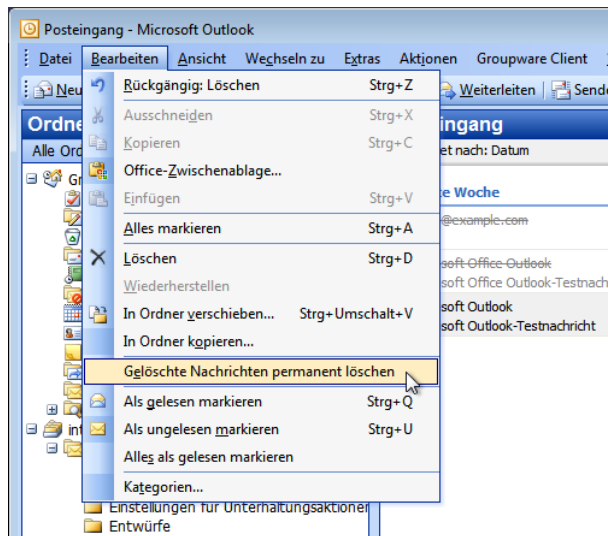 Posteingang - Microsoft Outlook
Datei Bearbeiten Ansicht Wechseln zu Extras Aktionen Groupware Client
Neu Weiterleiten Sende
Ordne
Alle Ord
Gr
in
Rückgängig: Löschen Strg+Z
Ausschneiden Strg+X
Kopieren Strg+C
Office-Zwischenablage...
Einfügen Strg+V
Alles markieren Strg+A
Löschen Strg+D
Wiederherstellen
In Ordner verschieben... Strg+Umschalt+V
In Ordner kopieren...
Gelöschte Nachrichten permanent löschen
Als gelesen markieren Strg+Q
Als ungelesen markieren Strg+U
Alles als gelesen markieren
Kategorien...
Einstellungen für Unterhaltungsaktionen
Entwürfe
ingang
et nach: Datum
te Woche
@example.com
soft Office Outlook
soft Office Outlook-Testnach
soft Outlook
soft Outlook-Testnachricht